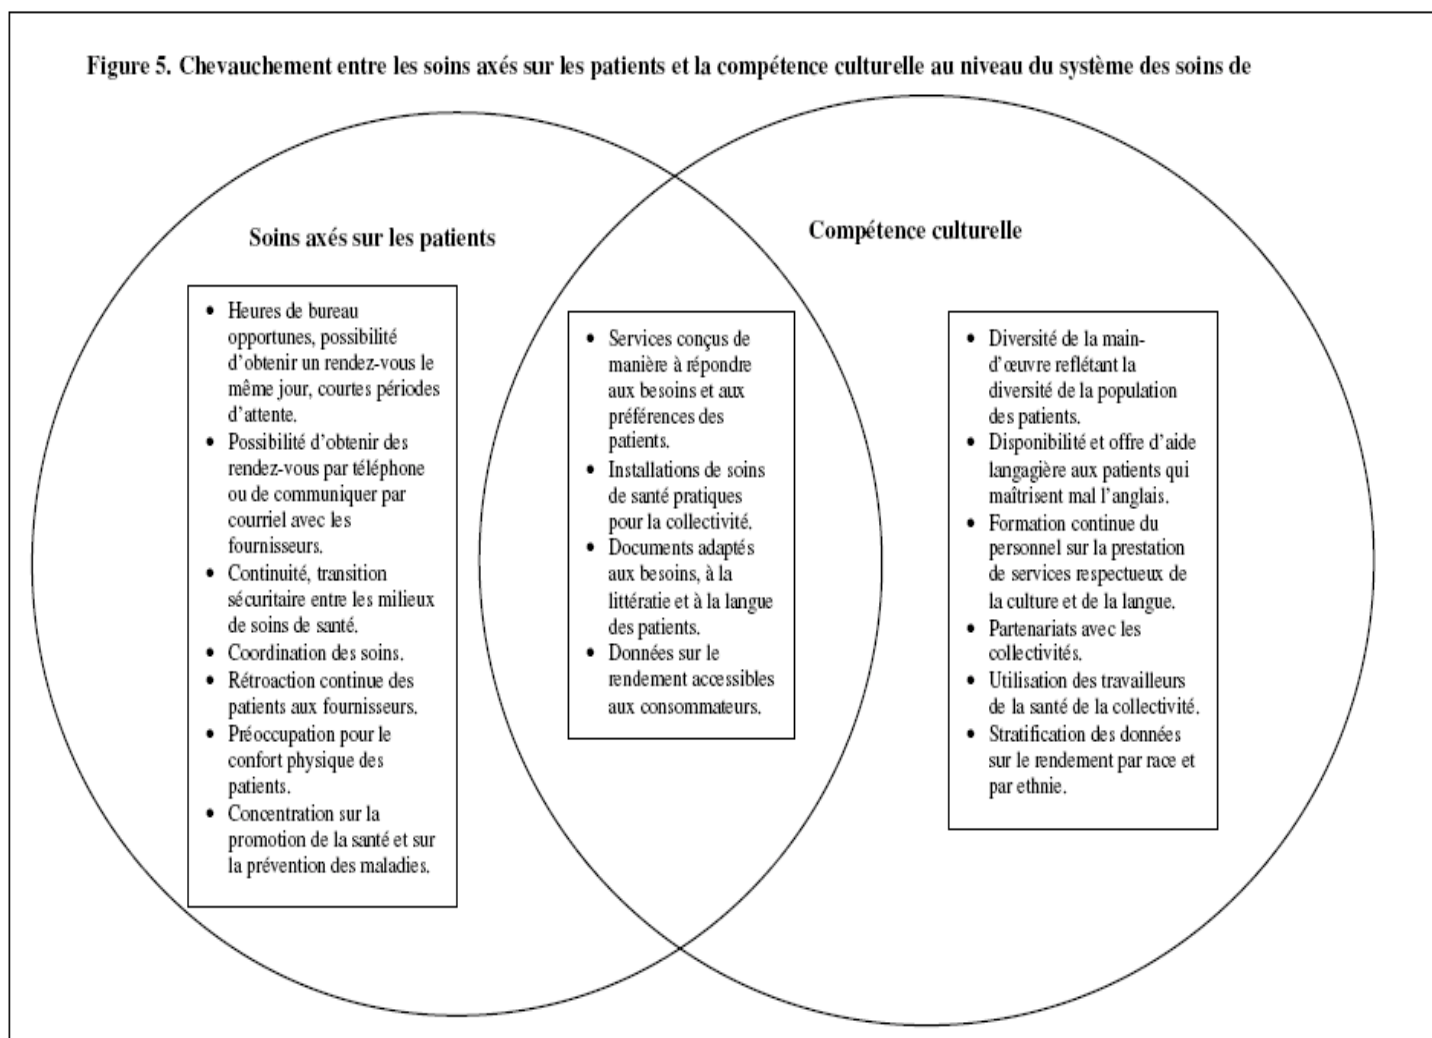 Figure 5. Chevauchement entre les soins axés sur les patients et la compétence culturelle au niveau du système des soins de
Soins axés sur les patients
• Heures de bureau
opportunes, possibilité
d'obtenir un rendez-vous le
même jour, courtes périodes
d'attente.
• Possibilité d'obtenir des
rendez-vous par téléphone
ou de communiquer par
courriel avec les
fournisseurs.
• Continuité, transition
sécuritaire entre les milieux
de soins de santé.
• Coordination des soins.
• Rétroaction continue des
patients aux fournisseurs.
• Préoccupation pour le
confort physique des
patients.
• Concentration sur la
promotion de la santé et sur
la prévention des maladies.
• Services conçus de
manière à répondre
aux besoins et aux
préférences des
patients.
• Installations de soins
de santé pratiques
pour la collectivité.
• Documents adaptés
aux besoins, à la
littératie et à la langue
des patients.
• Données sur le
rendement accessibles
aux consommateurs.
Compétence culturelle
• Diversité de la main-
d'œuvre reflétant la
diversité de la population
des patients.
• Disponibilité et offre d'aide
langagière aux patients qui
maîtrisent mal l'anglais.
• Formation continue du
personnel sur la prestation
de services respectueux de
la culture et de la langue.
• Partenariats avec les
collectivités.
• Utilisation des travailleurs
de la santé de la collectivité.
• Stratification des données
sur le rendement par race et
par ethnie.